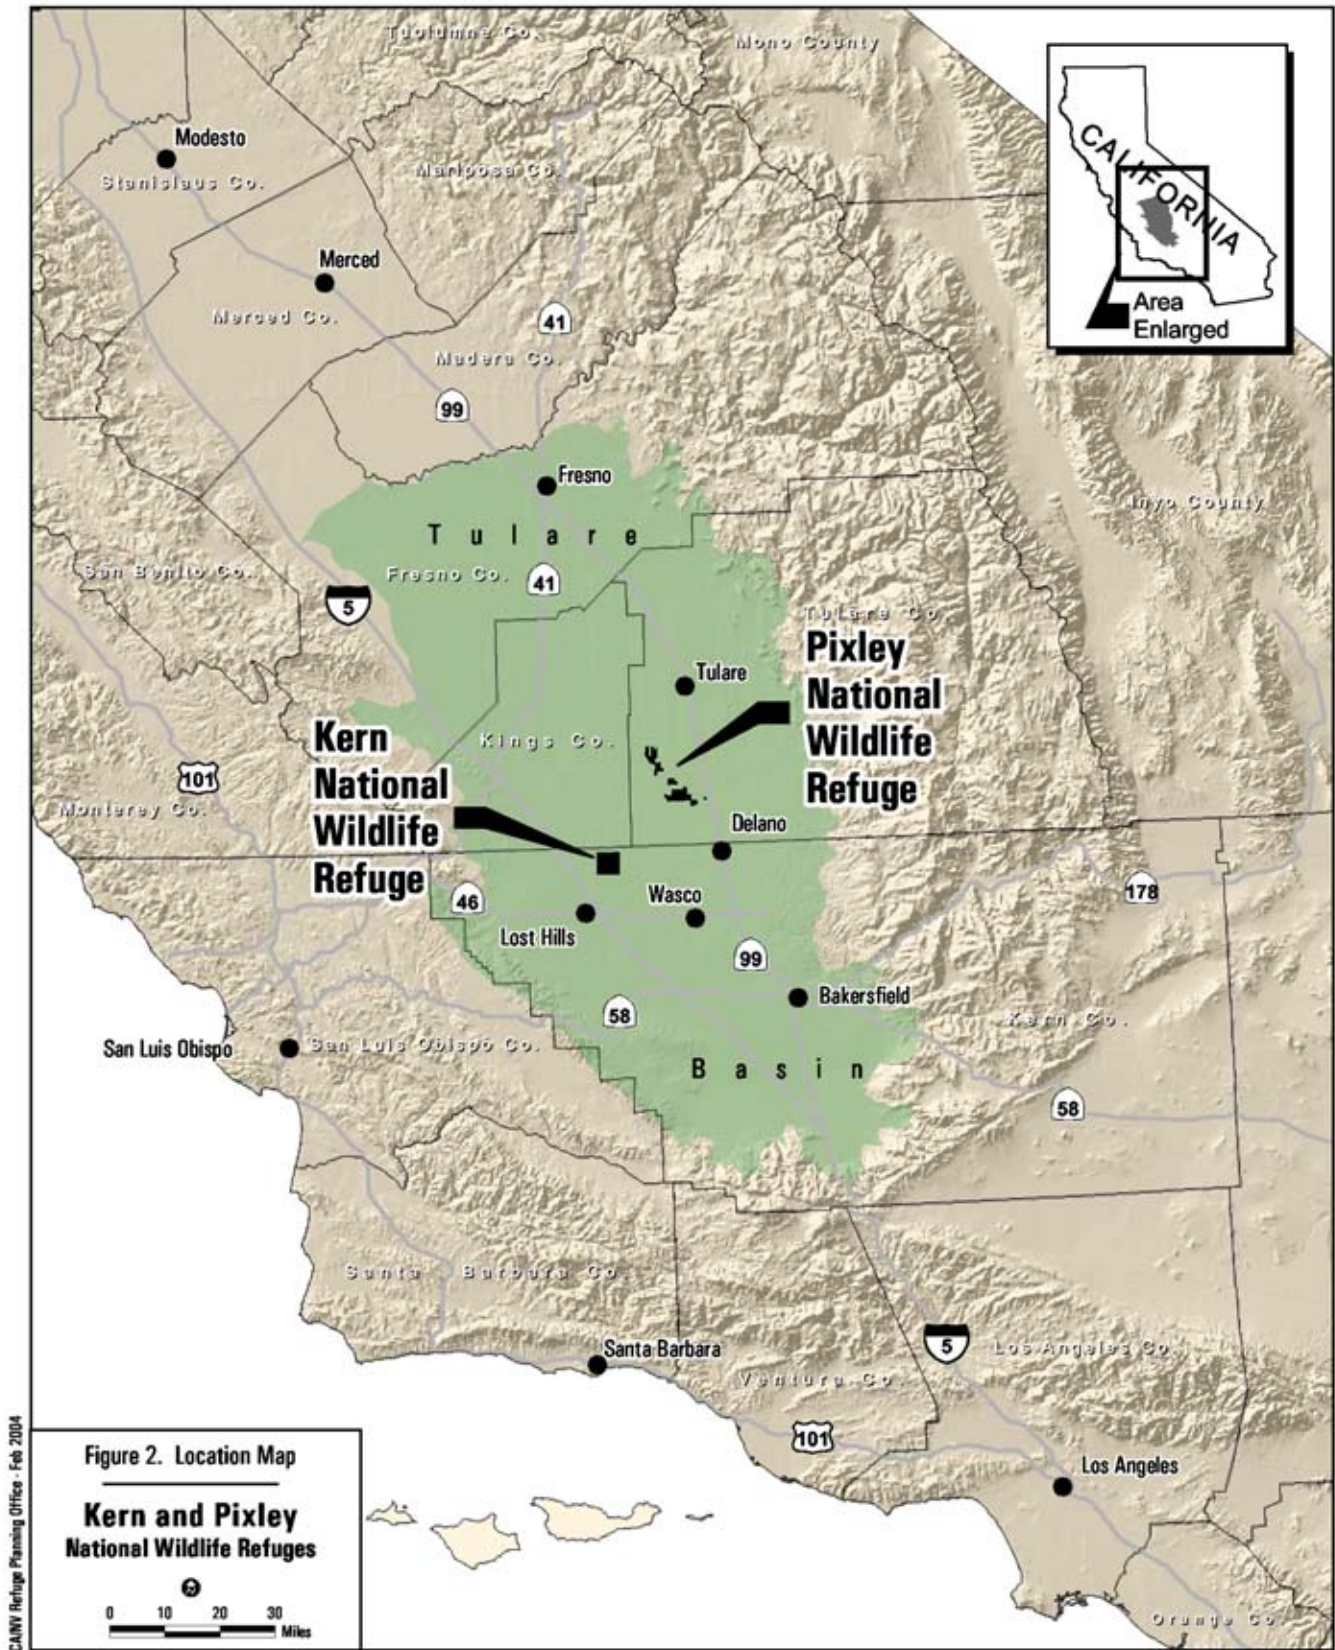 Tuolumne Co.
Mono County
Modesto
Stanislaus Co.
Mariposa Co.
CALIFORNIA
Area
Enlarged
Merced
Merced Co.
41
Madera Co.
99
Fresno
Tulare
Fresno Co.
41
Inyo County
San Benito Co.
5
Tulare Co.
Pixley
National
Wildlife
Refuge
Tulare
Kern
National
Wildlife
Refuge
Kings Co.
101
Monterey Co.
Delano
46
Wasco
178
Lost Hills
99
Bakersfield
58
Kern Co.
San Luis Obispo
San Luis Obispo Co.
Basin
58
Santa Barbara Co.
Santa Barbara
5
Los Angeles Co.
Ventura Co.
101
Los Angeles
Orange Co.
Figure 2. Location Map
Kern and Pixley
National Wildlife Refuges
0 10 20 30
Miles
CA/NV Refuge Planning Office - Feb 2004